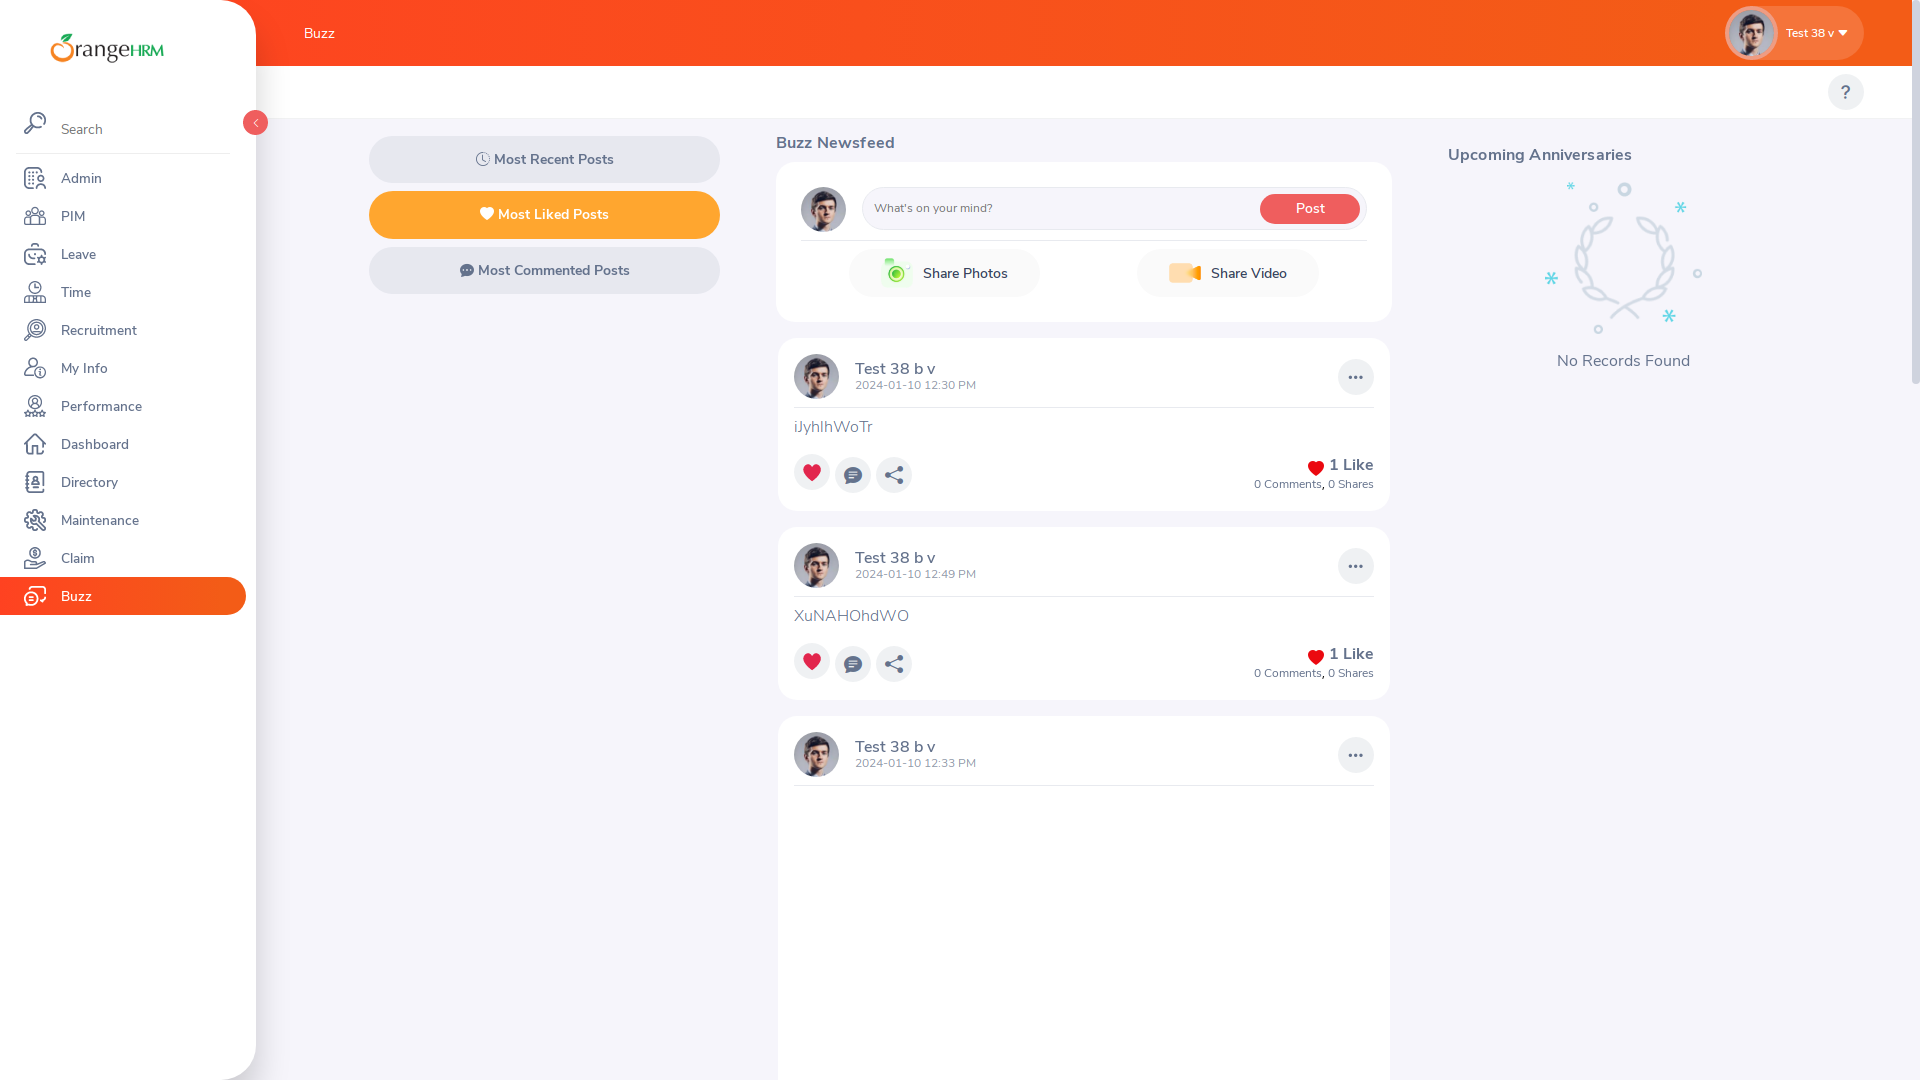 OrangeHRM
Search
Admin
PIM
Leave
Time
Recruitment
My Info
Performance
Dashboard
Directory
Maintenance
Claim
Buzz
Buzz
Test 38 v
?
Most Recent Posts
Most Liked Posts
Most Commented Posts
Buzz Newsfeed
What's on your mind?
Post
Share Photos
Share Video
Test 38 b v
2024-01-10 12:30 PM
iJyhIhWoTr
1 Like
0 Comments, 0 Shares
Test 38 b v
2024-01-10 12:49 PM
XuNAHOhdWO
1 Like
0 Comments, 0 Shares
Test 38 b v
2024-01-10 12:33 PM
Upcoming Anniversaries
No Records Found